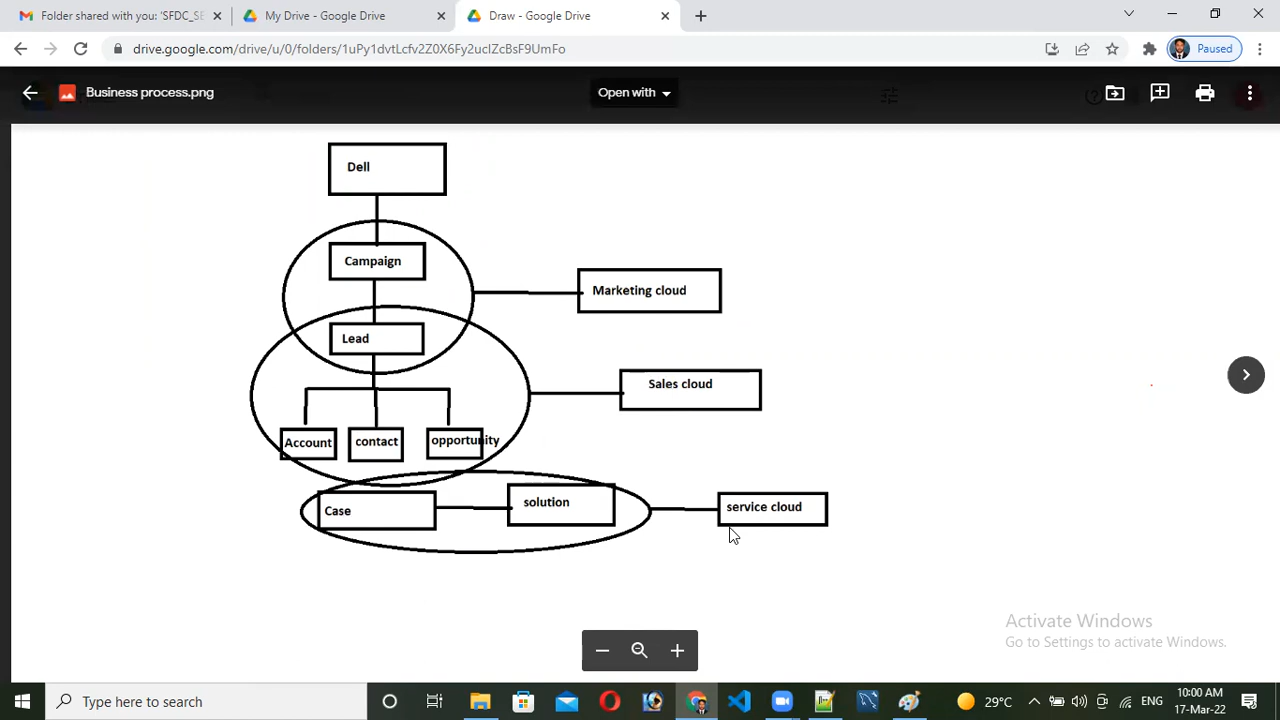 Folder shared with you: 'SFDC_SE
My Drive - Google Drive
Draw - Google Drive
drive.google.com/drive/u/0/folders/1uPy1dvtLcfv2Z0X6Fy2uclZcBsF9UmFo
Paused
Business process.png
Open with
Dell
Campaign
Marketing cloud
Lead
Sales cloud
Account
contact
opportunity
Case
solution
service cloud
Activate Windows
Go to Settings to activate Windows.
Type here to search
29°C
ENG
10:00 AM
17-Mar-22